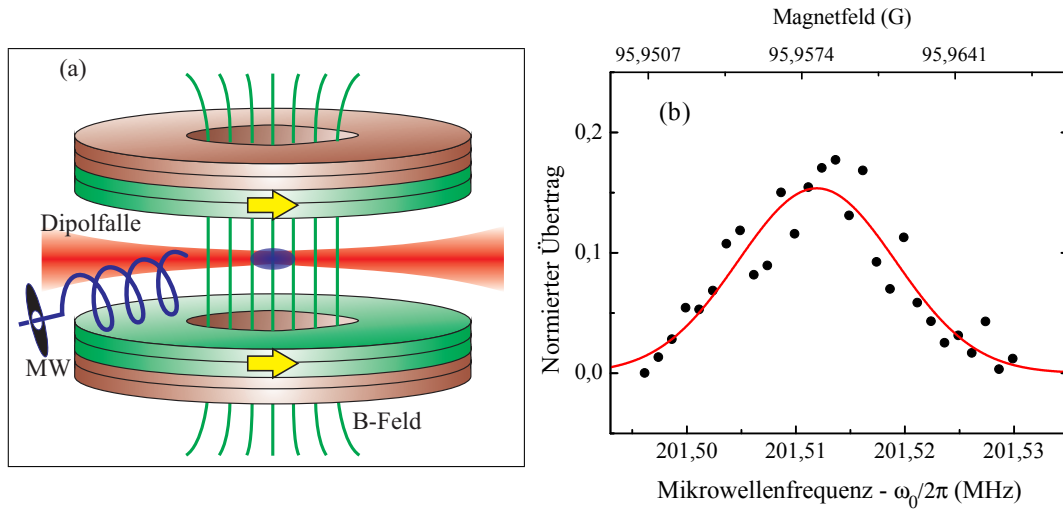 (a)
Dipolfalle
MW
B-Feld
Magnetfeld (G)
95,9507 95,9574 95,9641
(b)
Normierter Übertrag
0,2
0,1
0,0
201,50 201,51 201,52 201,53
Mikrowellenfrequenz - ω₀/2π (MHz)